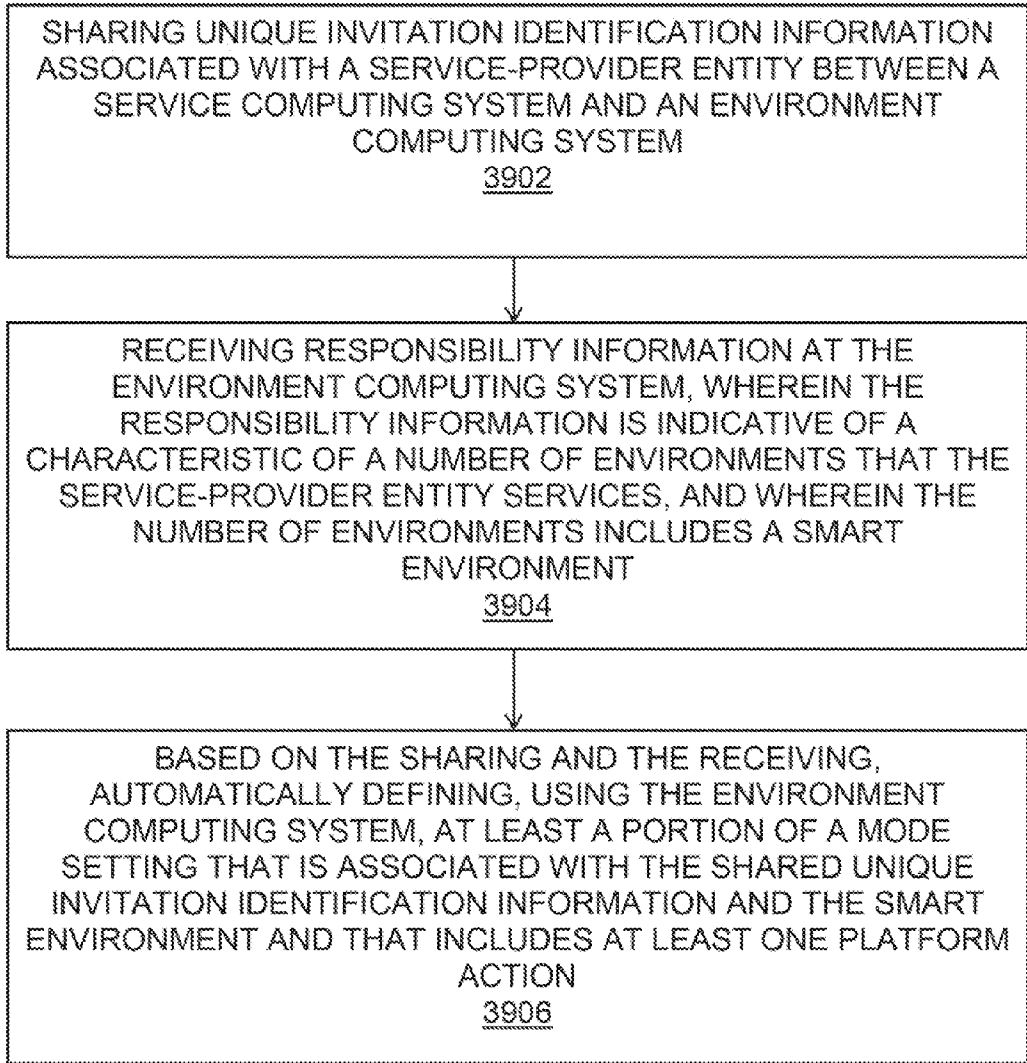 SHARING UNIQUE INVITATION IDENTIFICATION INFORMATION
ASSOCIATED WITH A SERVICE-PROVIDER ENTITY BETWEEN A
SERVICE COMPUTING SYSTEM AND AN ENVIRONMENT
COMPUTING SYSTEM
3902
RECEIVING RESPONSIBILITY INFORMATION AT THE
ENVIRONMENT COMPUTING SYSTEM, WHEREIN THE
RESPONSIBILITY INFORMATION IS INDICATIVE OF A
CHARACTERISTIC OF A NUMBER OF ENVIRONMENTS THAT THE
SERVICE-PROVIDER ENTITY SERVICES, AND WHEREIN THE
NUMBER OF ENVIRONMENTS INCLUDES A SMART
ENVIRONMENT
3904
BASED ON THE SHARING AND THE RECEIVING,
AUTOMATICALLY DEFINING, USING THE ENVIRONMENT
COMPUTING SYSTEM, AT LEAST A PORTION OF A MODE
SETTING THAT IS ASSOCIATED WITH THE SHARED UNIQUE
INVITATION IDENTIFICATION INFORMATION AND THE SMART
ENVIRONMENT AND THAT INCLUDES AT LEAST ONE PLATFORM
ACTION
3906